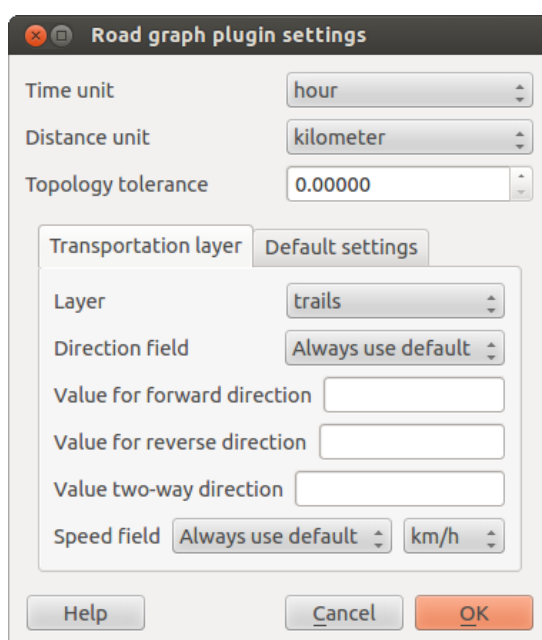 Road graph plugin settings
Time unit hour
Distance unit kilometer
Topology tolerance 0.00000
Transportation layer Default settings
Layer trails
Direction field Always use default
Value for forward direction
Value for reverse direction
Value two-way direction
Speed field Always use default km/h
Help Cancel OK